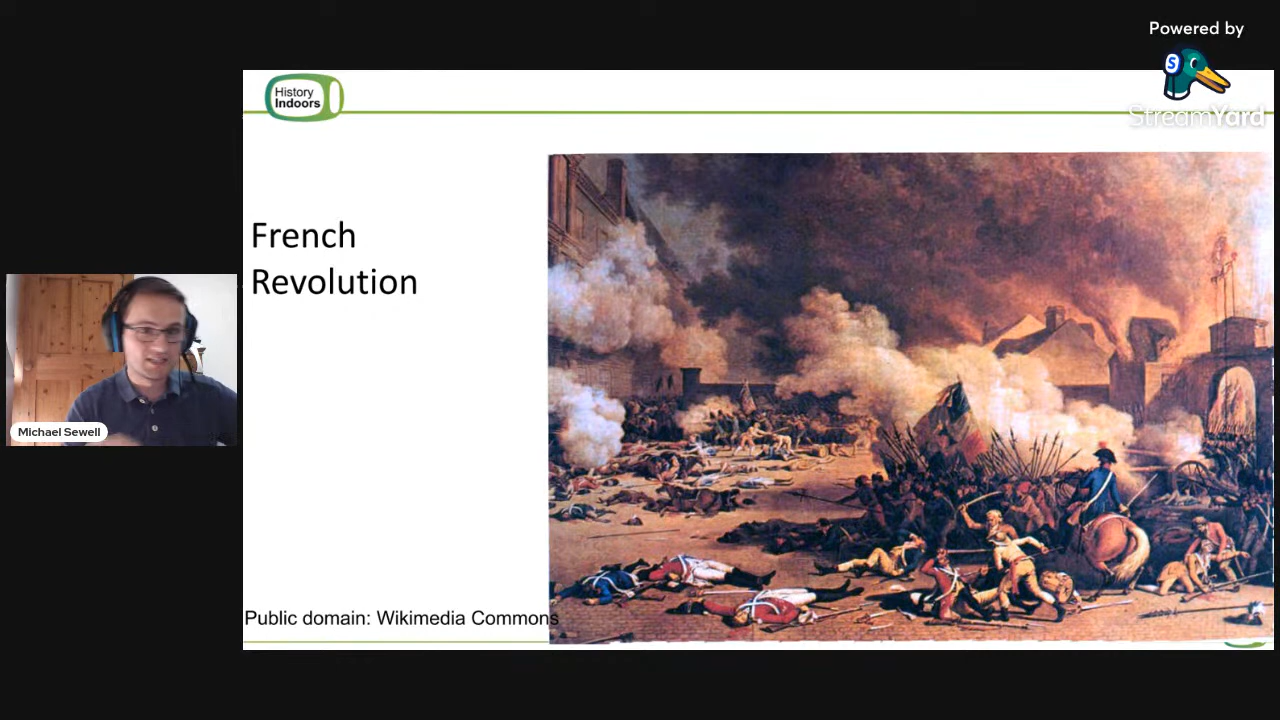 Powered by
StreamYard
S
History
Indoors
French
Revolution
Michael Sewell
Public domain: Wikimedia Commons